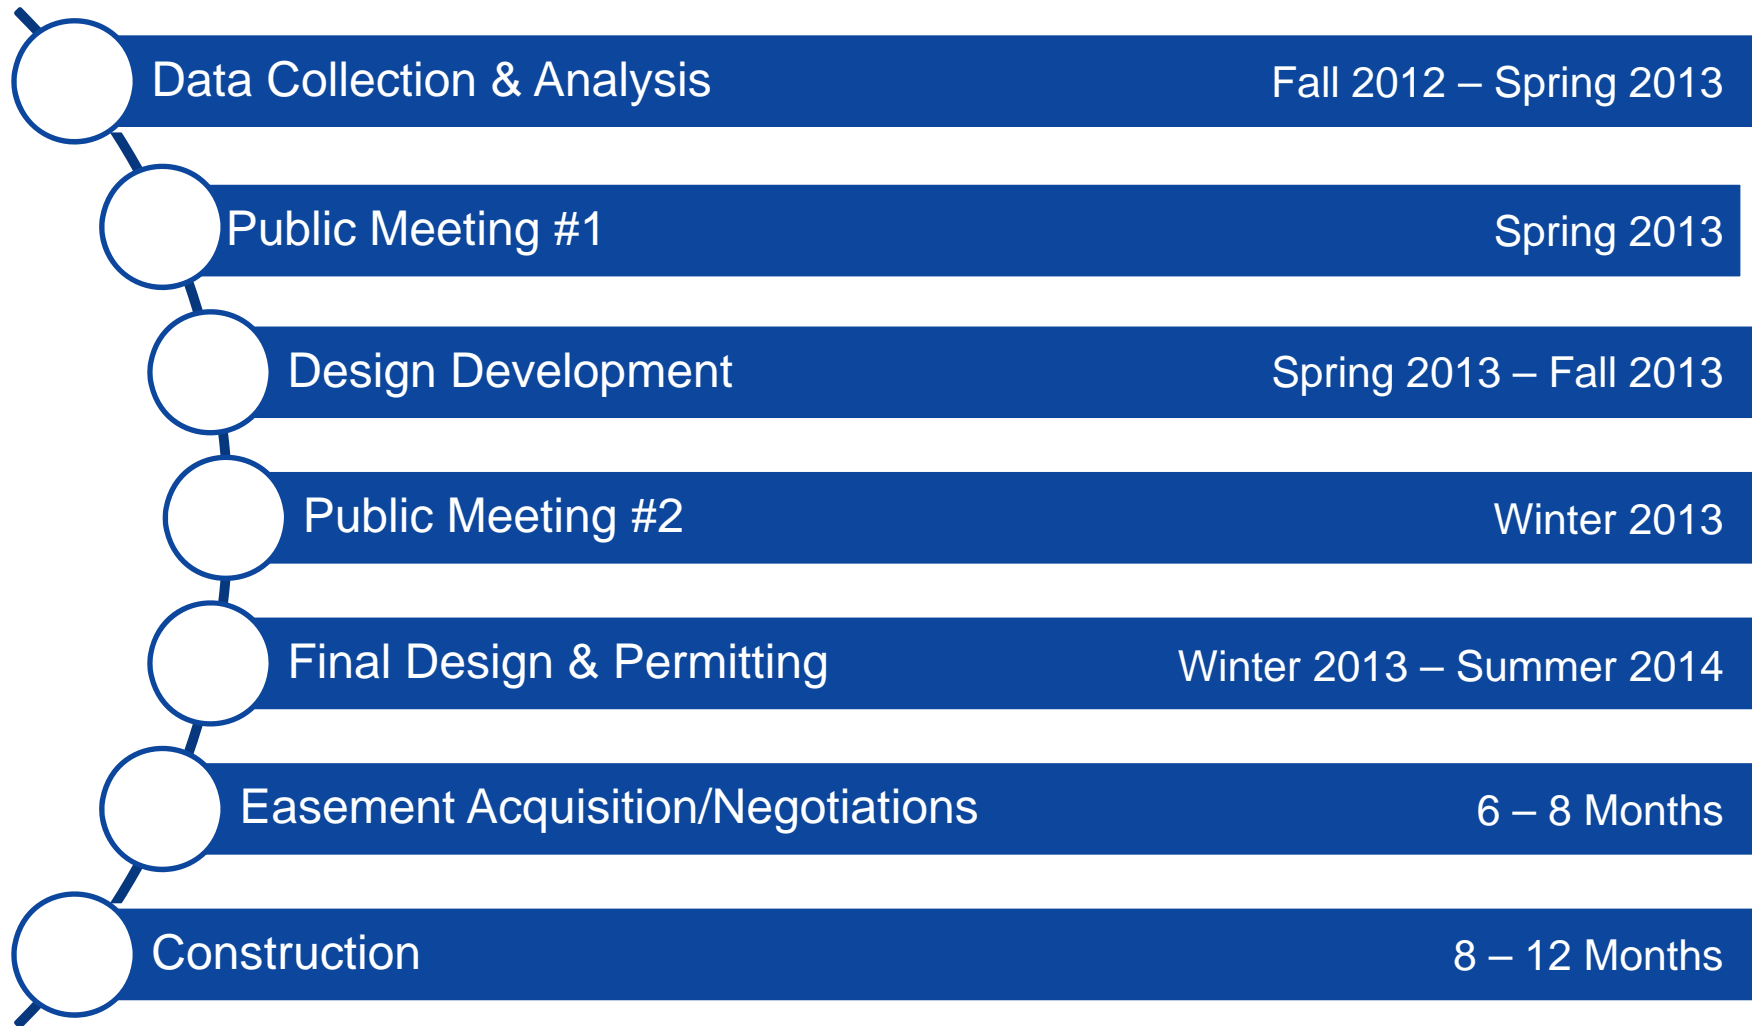 Data Collection & Analysis Fall 2012 – Spring 2013
Public Meeting #1 Spring 2013
Design Development Spring 2013 – Fall 2013
Public Meeting #2 Winter 2013
Final Design & Permitting Winter 2013 – Summer 2014
Easement Acquisition/Negotiations 6 – 8 Months
Construction 8 – 12 Months